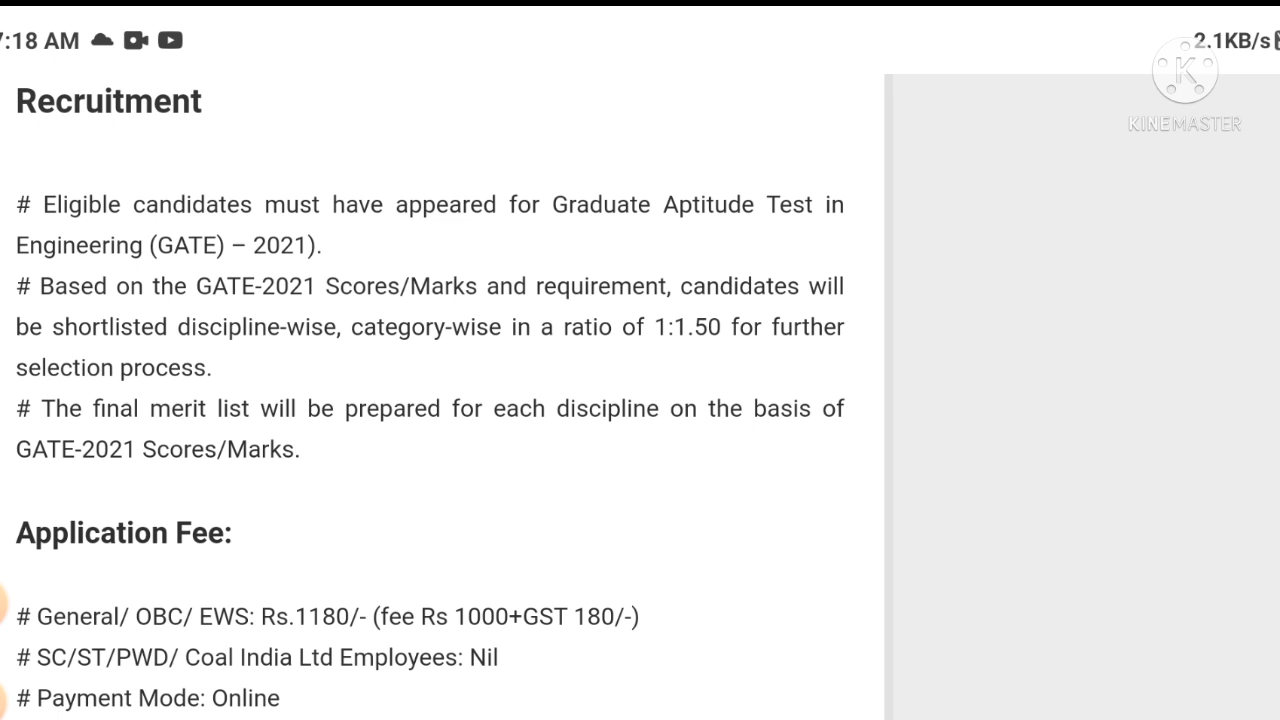 :18 AM
2.1KB/s
K
KINEMASTER
Recruitment
# Eligible candidates must have appeared for Graduate Aptitude Test in
Engineering (GATE) – 2021).
# Based on the GATE-2021 Scores/Marks and requirement, candidates will
be shortlisted discipline-wise, category-wise in a ratio of 1:1.50 for further
selection process.
# The final merit list will be prepared for each discipline on the basis of
GATE-2021 Scores/Marks.
Application Fee:
# General/ OBC/ EWS: Rs.1180/- (fee Rs 1000+GST 180/-)
# SC/ST/PWD/ Coal India Ltd Employees: Nil
# Payment Mode: Online